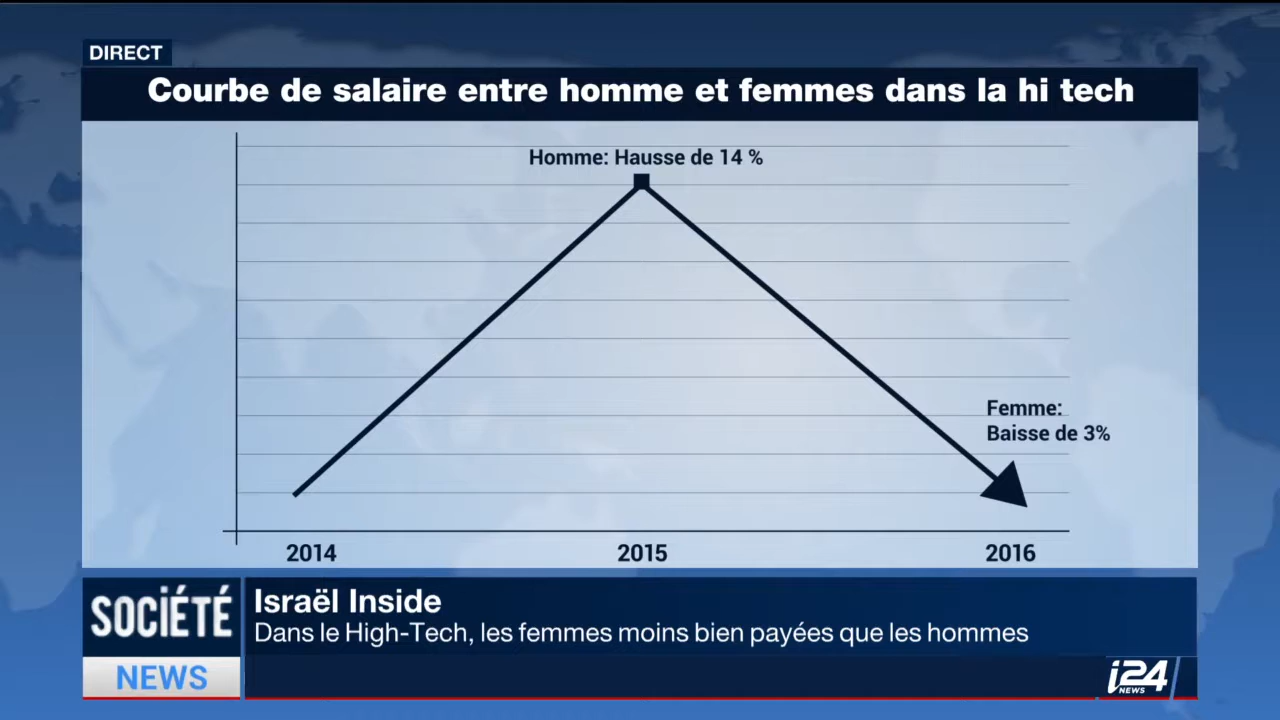 DIRECT
Courbe de salaire entre homme et femmes dans la hi tech
Homme: Hausse de 14 %
Femme:
Baisse de 3%
2014
2015
2016
SOCiÉTÉ
NEWS
Israël Inside
Dans le High-Tech, les femmes moins bien payées que les hommes
i24
NEWS